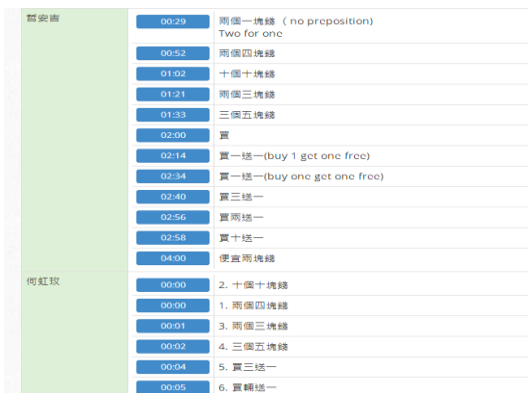 哲安吉
00:29 兩個一塊錢 ( no preposition)
Two for one
00:52 兩個四塊錢
01:02 十個十塊錢
01:21 兩個三塊錢
01:33 三個五塊錢
02:00 買
02:14 買一送一(buy 1 get one free)
02:34 買一送一(buy one get one free)
02:40 買三送一
02:56 買兩送一
02:58 買十送一
04:00 便宜兩塊錢
何虹玫
00:00 2. 十個十塊錢
00:00 1. 兩個四塊錢
00:01 3. 兩個三塊錢
00:02 4. 三個五塊錢
00:04 5. 買三送一
00:05 6. 買輛送一